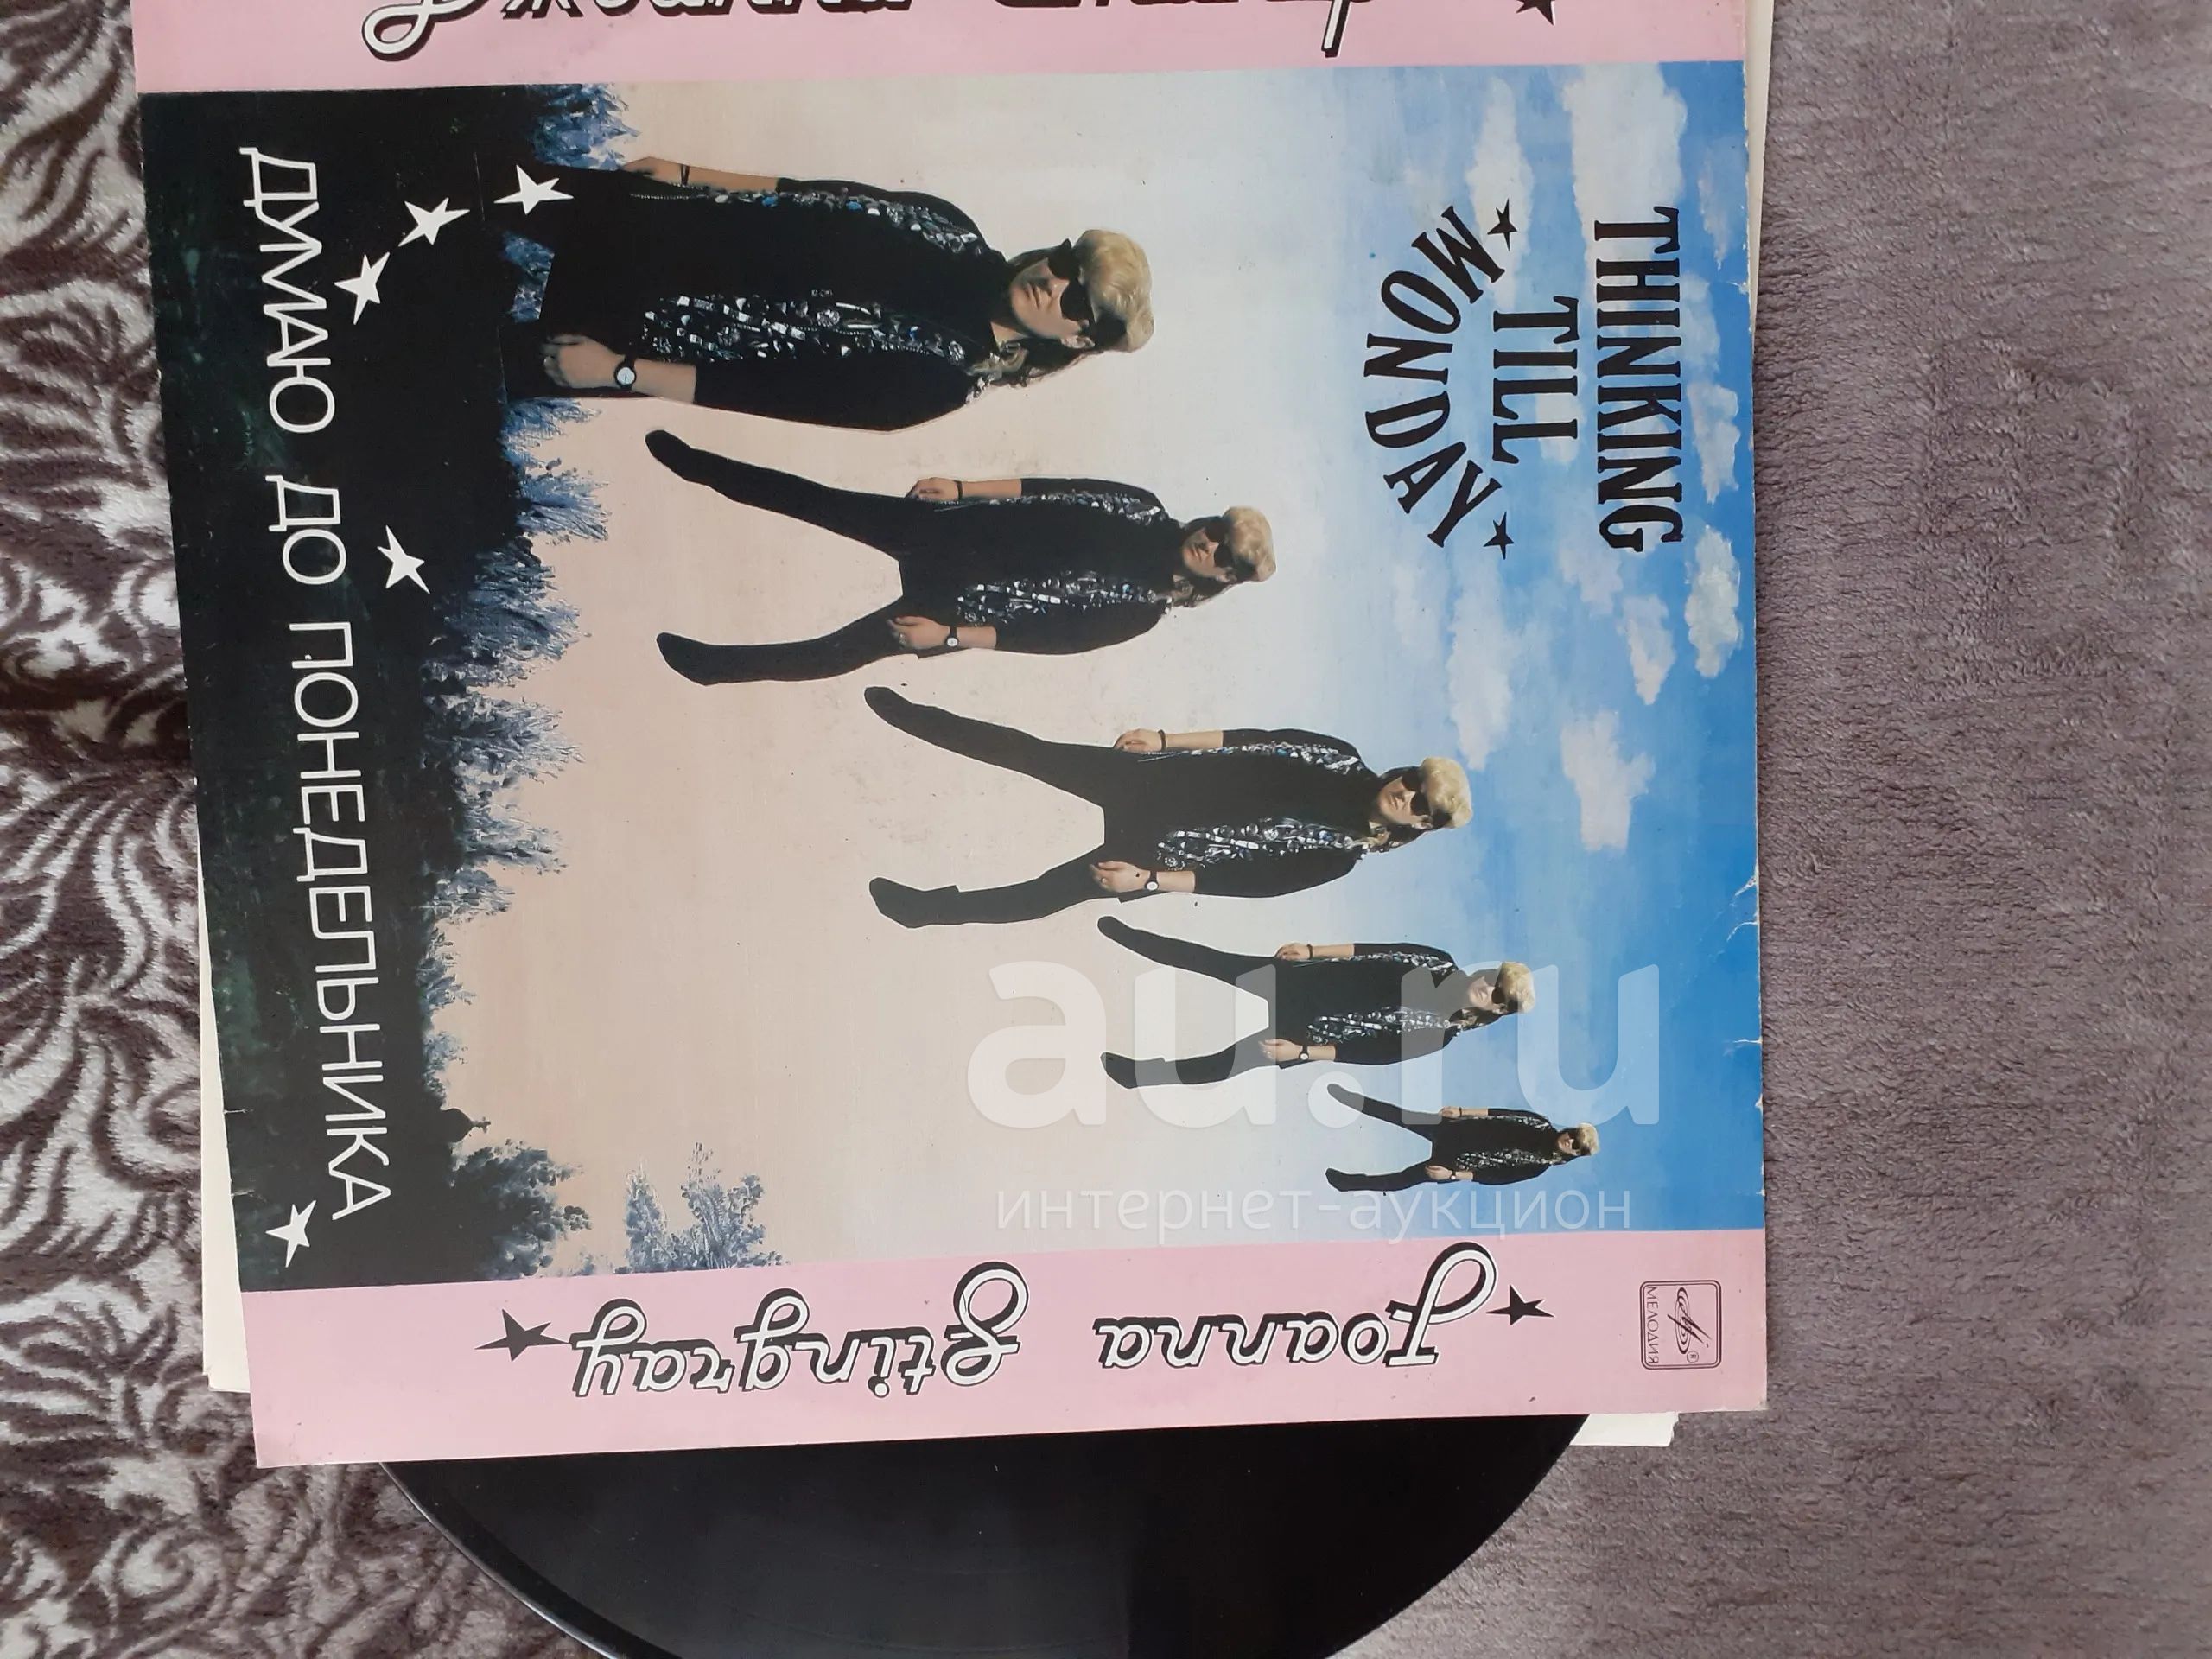 THINKING
TILL
MONDAY
ДУМАЮ ДО ПОНЕДЕЛЬНИКА
Joanna Stingray
МЕЛОДИЯ
au.ru
интернет-аукцион